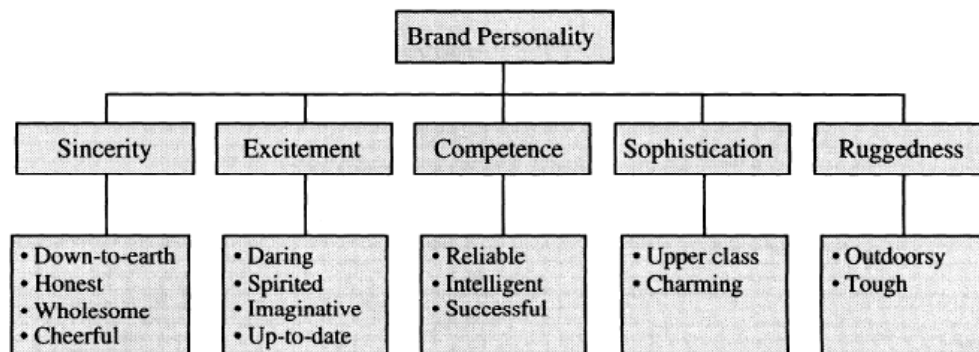 Brand Personality
Sincerity
Excitement
Competence
Sophistication
Ruggedness
• Down-to-earth
• Honest
• Wholesome
• Cheerful
• Daring
• Spirited
• Imaginative
• Up-to-date
• Reliable
• Intelligent
• Successful
• Upper class
• Charming
• Outdoorsy
• Tough